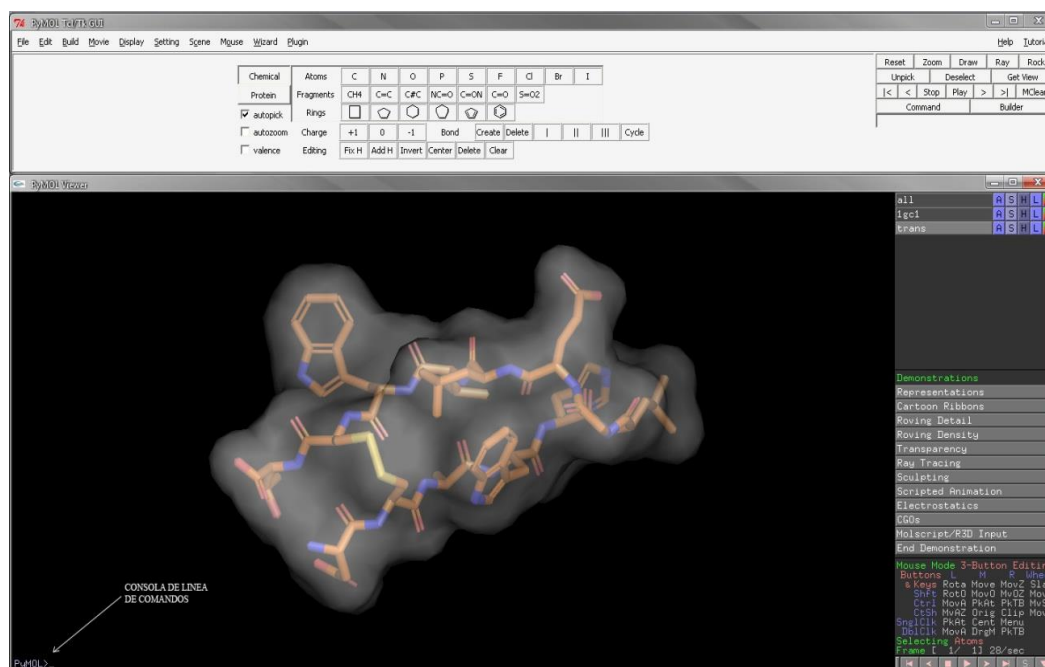 PyMOL Tcl/Tk GUI
File Edit Build Movie Display Setting Scene Mouse Wizard Plugin Help Tutoria
Reset Zoom Draw Ray Rock
Unpick Deselect Get View
|< < Stop Play > >| MClear
Command Builder
Chemical Atoms C N O P S F Cl Br I
Protein Fragments CH4 C=C C#C NC=O C=ON C=O S=O2
autopick Rings
autozoom Charge +1 0 -1 Bond Create Delete | || ||| Cycle
valence Editing Fix H Add H Invert Center Delete Clear
PyMOL Viewer
all A S H L
1gc1 A S H L
trans A S H L
Demonstrations
Representations
Cartoon Ribbons
Roving Detail
Roving Density
Transparency
Ray Tracing
Sculpting
Scripted Animation
Electrostatics
CGOs
Molscript/R3D Input
End Demonstration
Mouse Mode 3-Button Editin
Buttons L M R Whe
& Keys Rota Move MovZ Sla
Shft RotO MovO MvOZ Mov
Ctrl MovA PkAt PkTB MvS
CtSh MvAZ Orig Clip Mov
SnglClk PkAt Cent Menu
DblClk MovA DrgM PkTB
Selecting Atoms
Frame [ 1/ 1] 28/sec
S
CONSOLA DE LINEA
DE COMANDOS
PyMOL>_